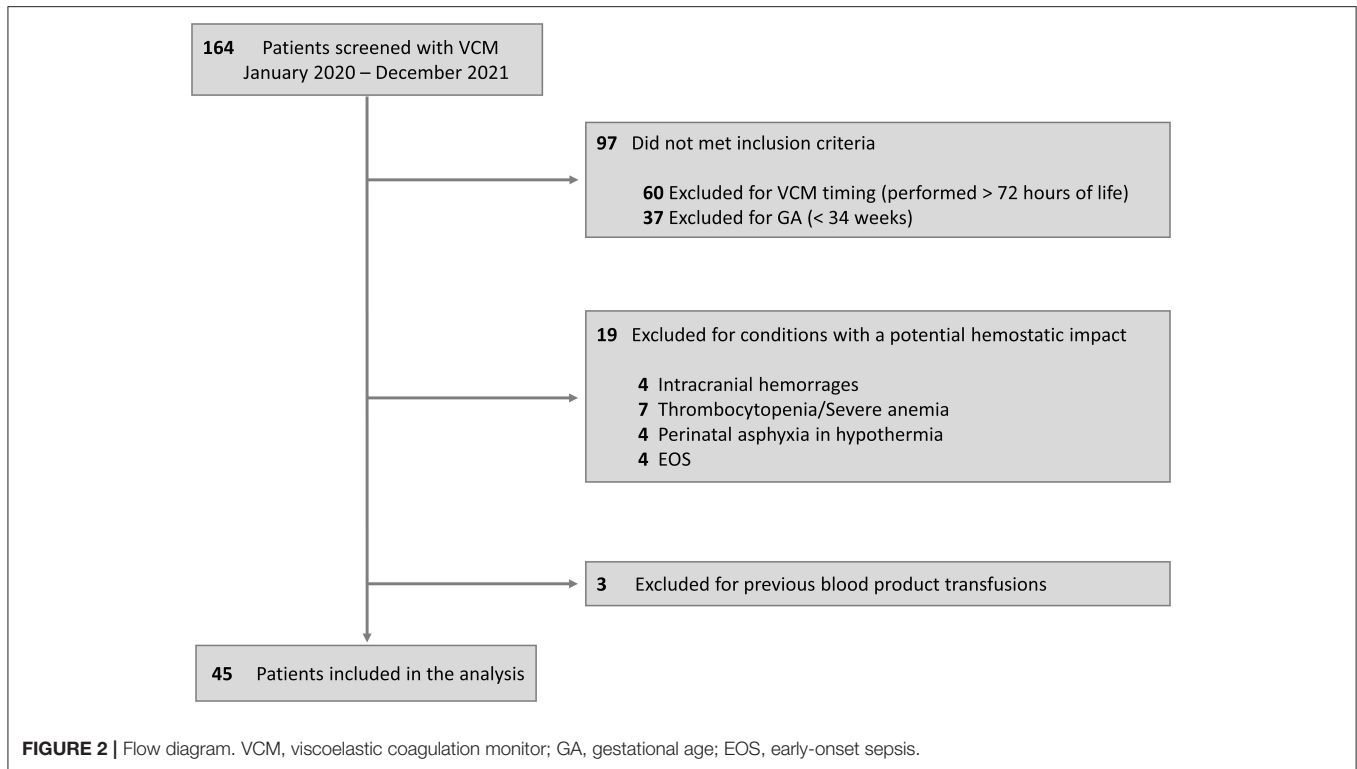 164 Patients screened with VCM
January 2020 – December 2021
97 Did not met inclusion criteria
60 Excluded for VCM timing (performed > 72 hours of life)
37 Excluded for GA (< 34 weeks)
19 Excluded for conditions with a potential hemostatic impact
4 Intracranial hemorrages
7 Thrombocytopenia/Severe anemia
4 Perinatal asphyxia in hypothermia
4 EOS
3 Excluded for previous blood product transfusions
45 Patients included in the analysis
FIGURE 2 | Flow diagram. VCM, viscoelastic coagulation monitor; GA, gestational age; EOS, early-onset sepsis.